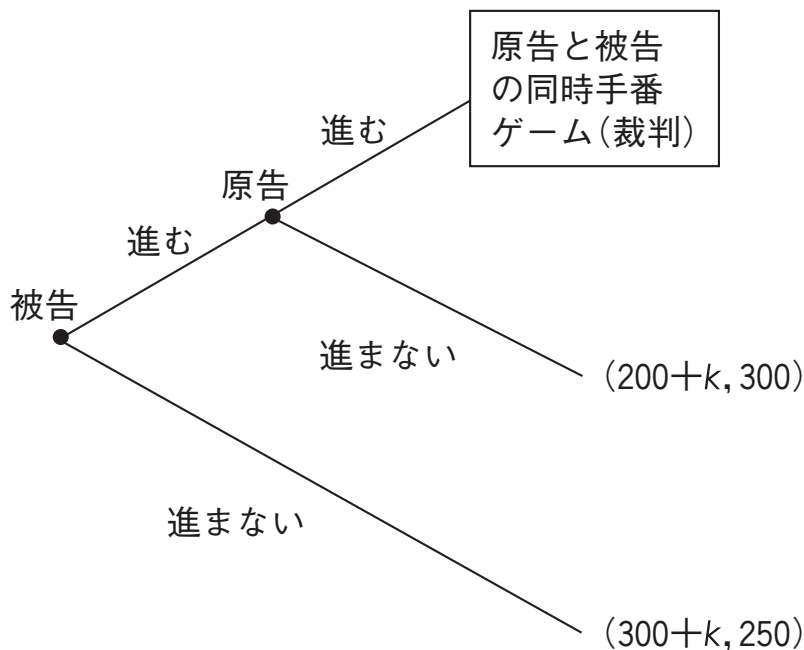 原告と被告
の同時手番
ゲーム(裁判)
進む
原告
進む
被告
進まない
(200+k, 300)
進まない
(300+k, 250)